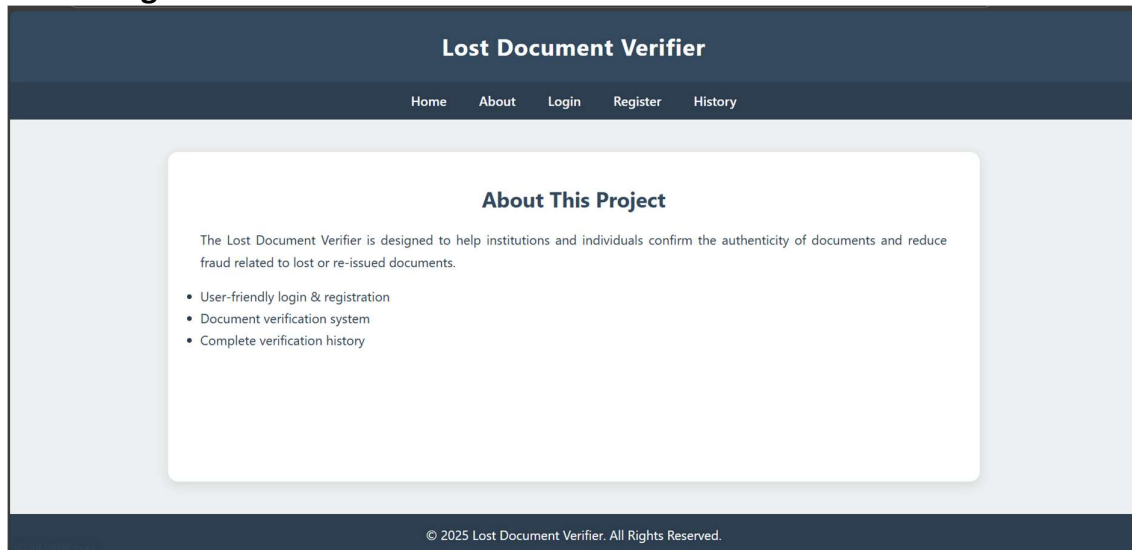 Lost Document Verifier
Home About Login Register History
About This Project
The Lost Document Verifier is designed to help institutions and individuals confirm the authenticity of documents and reduce
fraud related to lost or re-issued documents.
• User-friendly login & registration
• Document verification system
• Complete verification history
© 2025 Lost Document Verifier. All Rights Reserved.